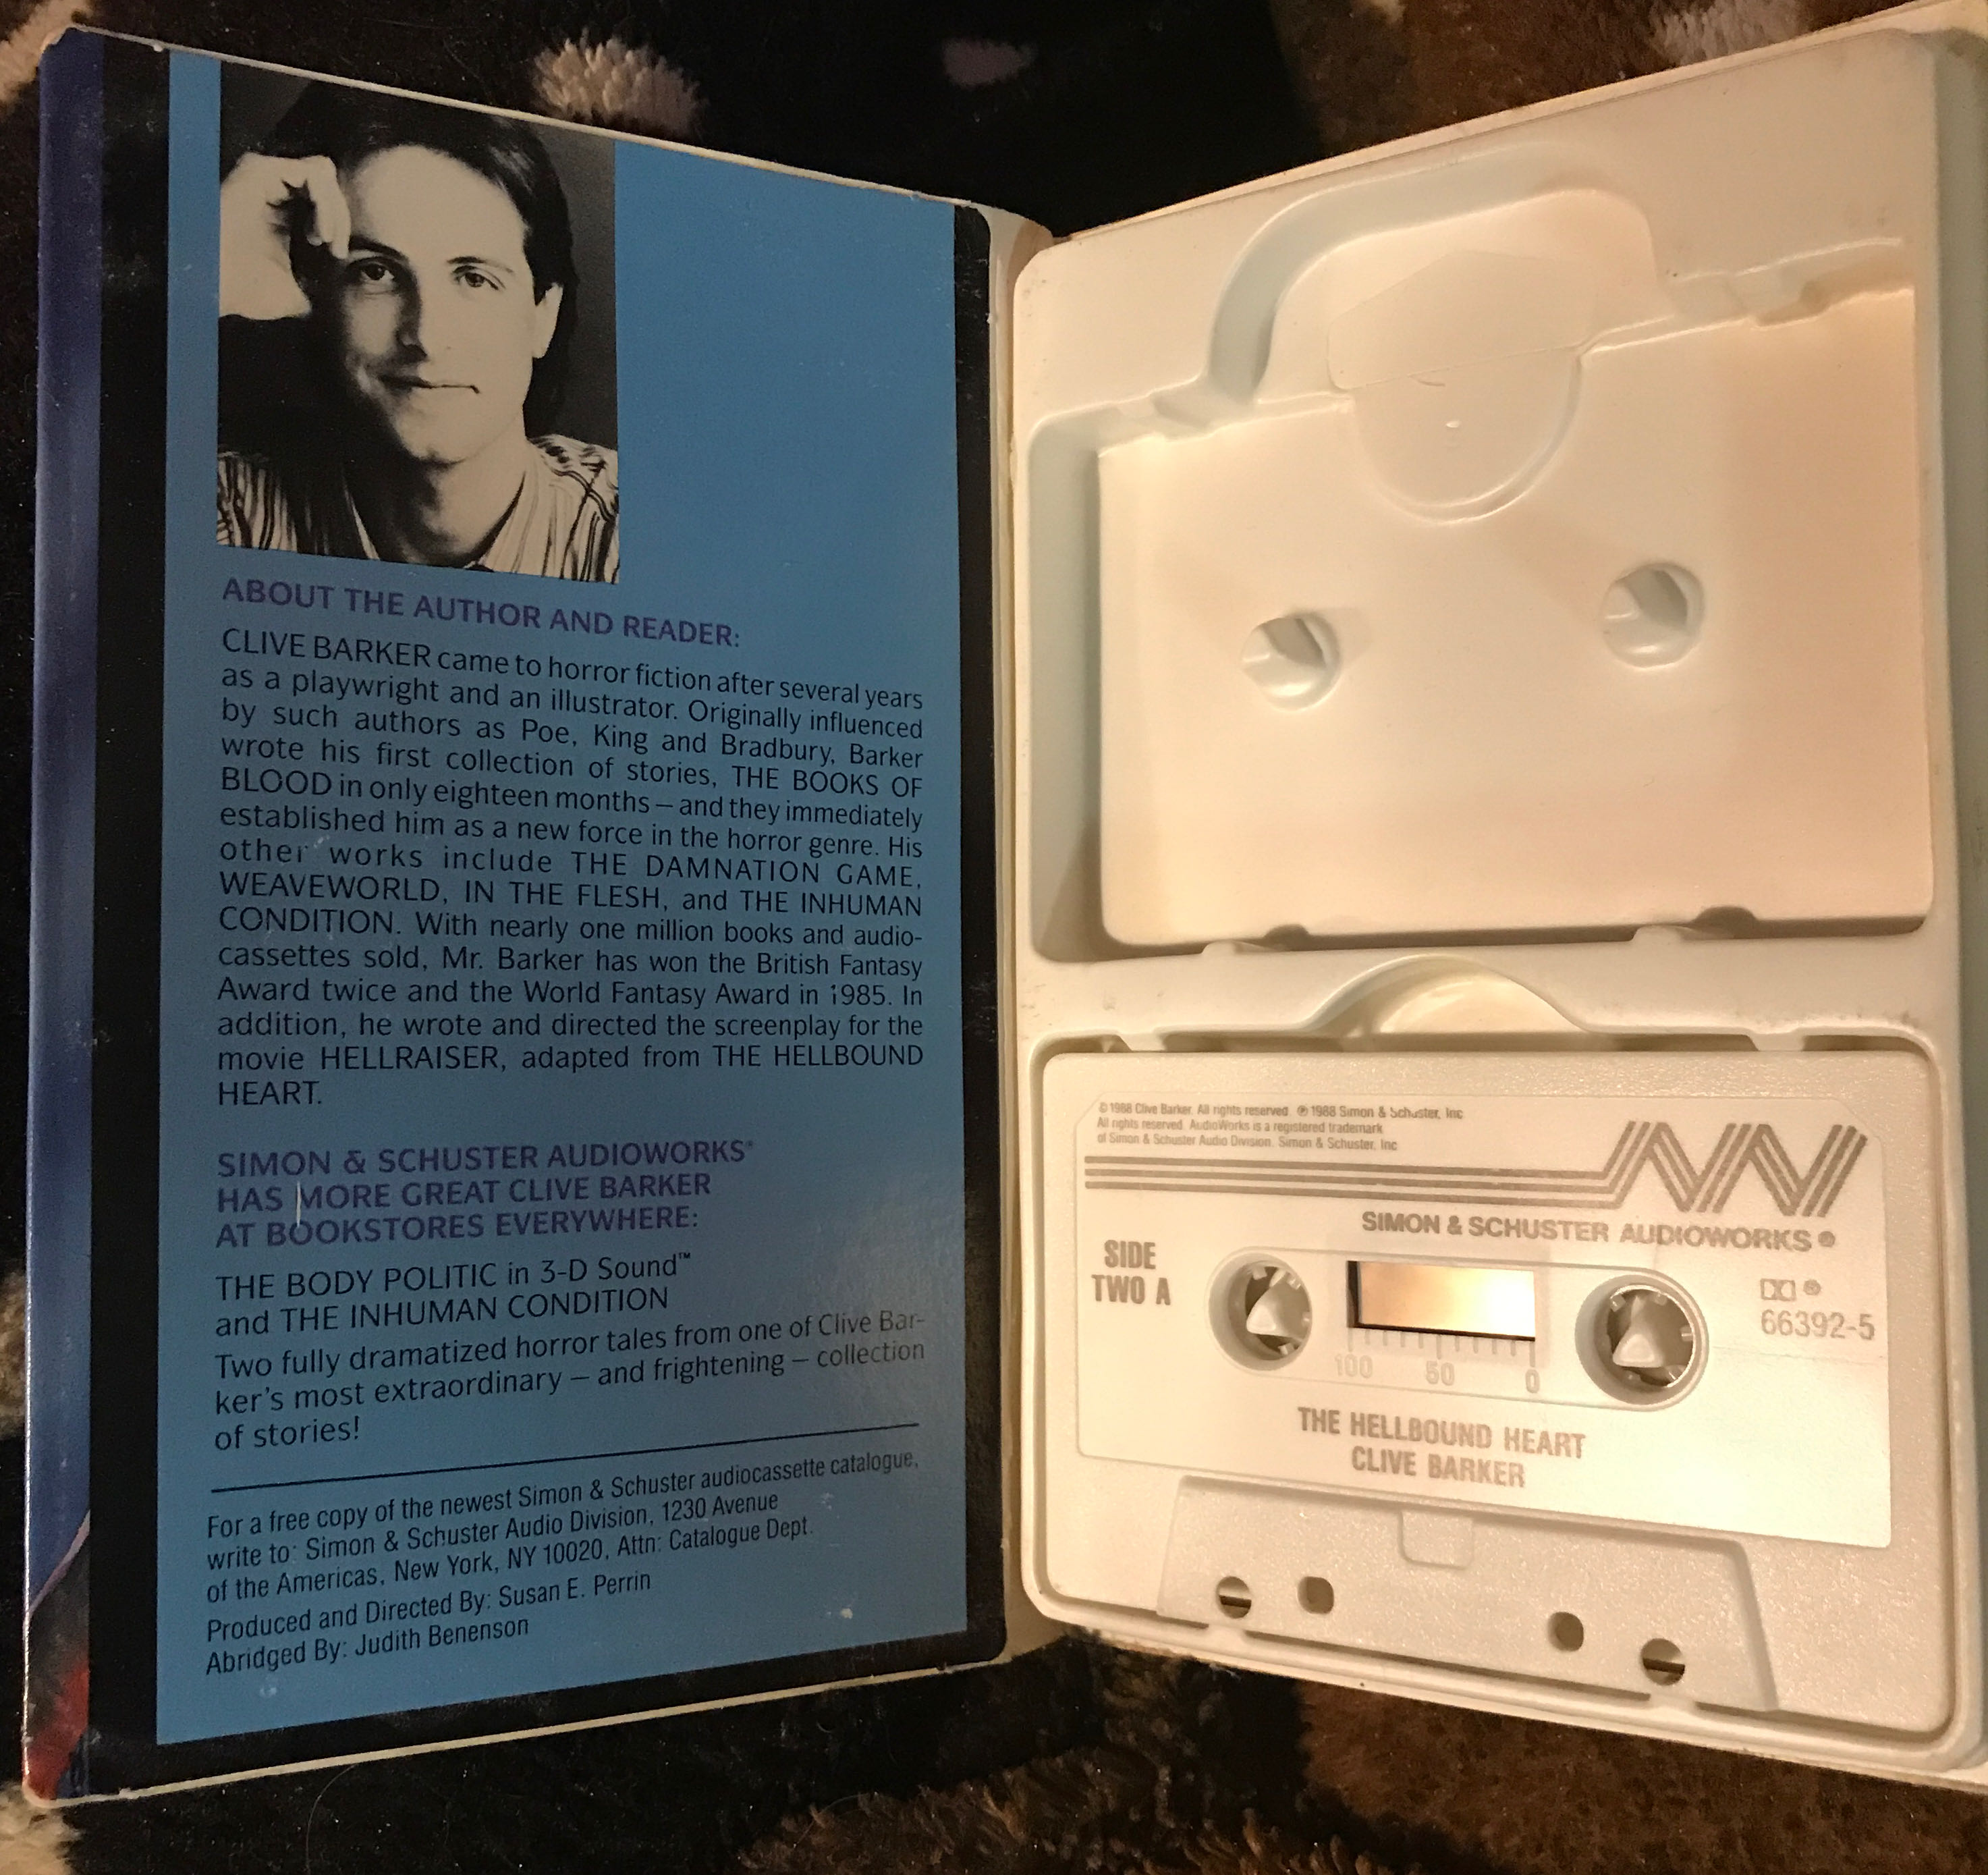 ABOUT THE AUTHOR AND READER:
CLIVE BARKER came to horror fiction after several years
as a playwright and an illustrator. Originally influenced
by such authors as Poe, King and Bradbury, Barker
wrote his first collection of stories, THE BOOKS OF
BLOOD in only eighteen months – and they immediately
established him as a new force in the horror genre. His
other works include THE DAMNATION GAME,
WEAVEWORLD, IN THE FLESH, and THE INHUMAN
CONDITION. With nearly one million books and audio-
cassettes sold, Mr. Barker has won the British Fantasy
Award twice and the World Fantasy Award in 1985. In
addition, he wrote and directed the screenplay for the
movie HELLRAISER, adapted from THE HELLBOUND
HEART.
SIMON & SCHUSTER AUDIOWORKS®
HAS MORE GREAT CLIVE BARKER
AT BOOKSTORES EVERYWHERE:
THE BODY POLITIC in 3-D Sound™
and THE INHUMAN CONDITION
Two fully dramatized horror tales from one of Clive Bar-
ker's most extraordinary – and frightening – collection
of stories!
For a free copy of the newest Simon & Schuster audiocassette catalogue,
write to: Simon & Schuster Audio Division, 1230 Avenue
of the Americas, New York, NY 10020, Attn: Catalogue Dept.
Produced and Directed By: Susan E. Perrin
Abridged By: Judith Benenson
© 1988 Clive Barker. All rights reserved. ℗ 1988 Simon & Schuster, Inc
All rights reserved. AudioWorks is a registered trademark
of Simon & Schuster Audio Division. Simon & Schuster, Inc
SIMON & SCHUSTER AUDIOWORKS ®
SIDE
TWO A
®
66392-5
100 50 0
THE HELLBOUND HEART
CLIVE BARKER